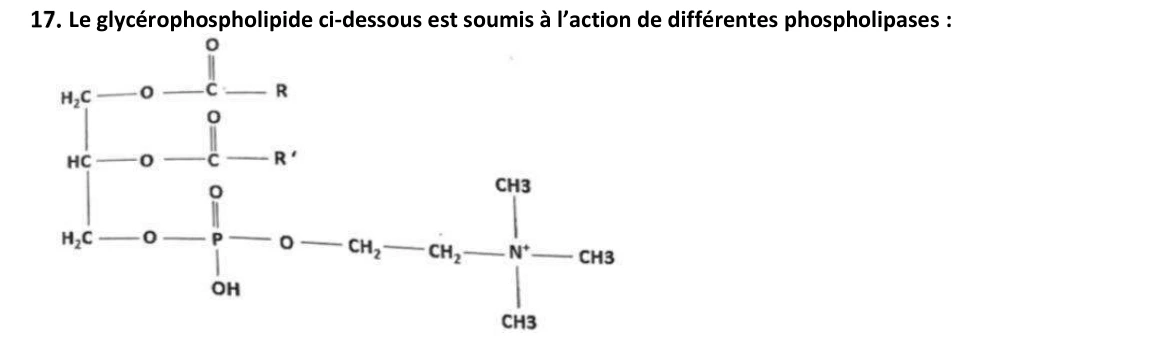 17. Le glycérophospholipide ci-dessous est soumis à l’action de différentes phospholipases :
O
H₂C O C R
O
HC O C R'
O CH3
H₂C O P O CH₂ CH₂ N⁺ CH3
OH
CH3